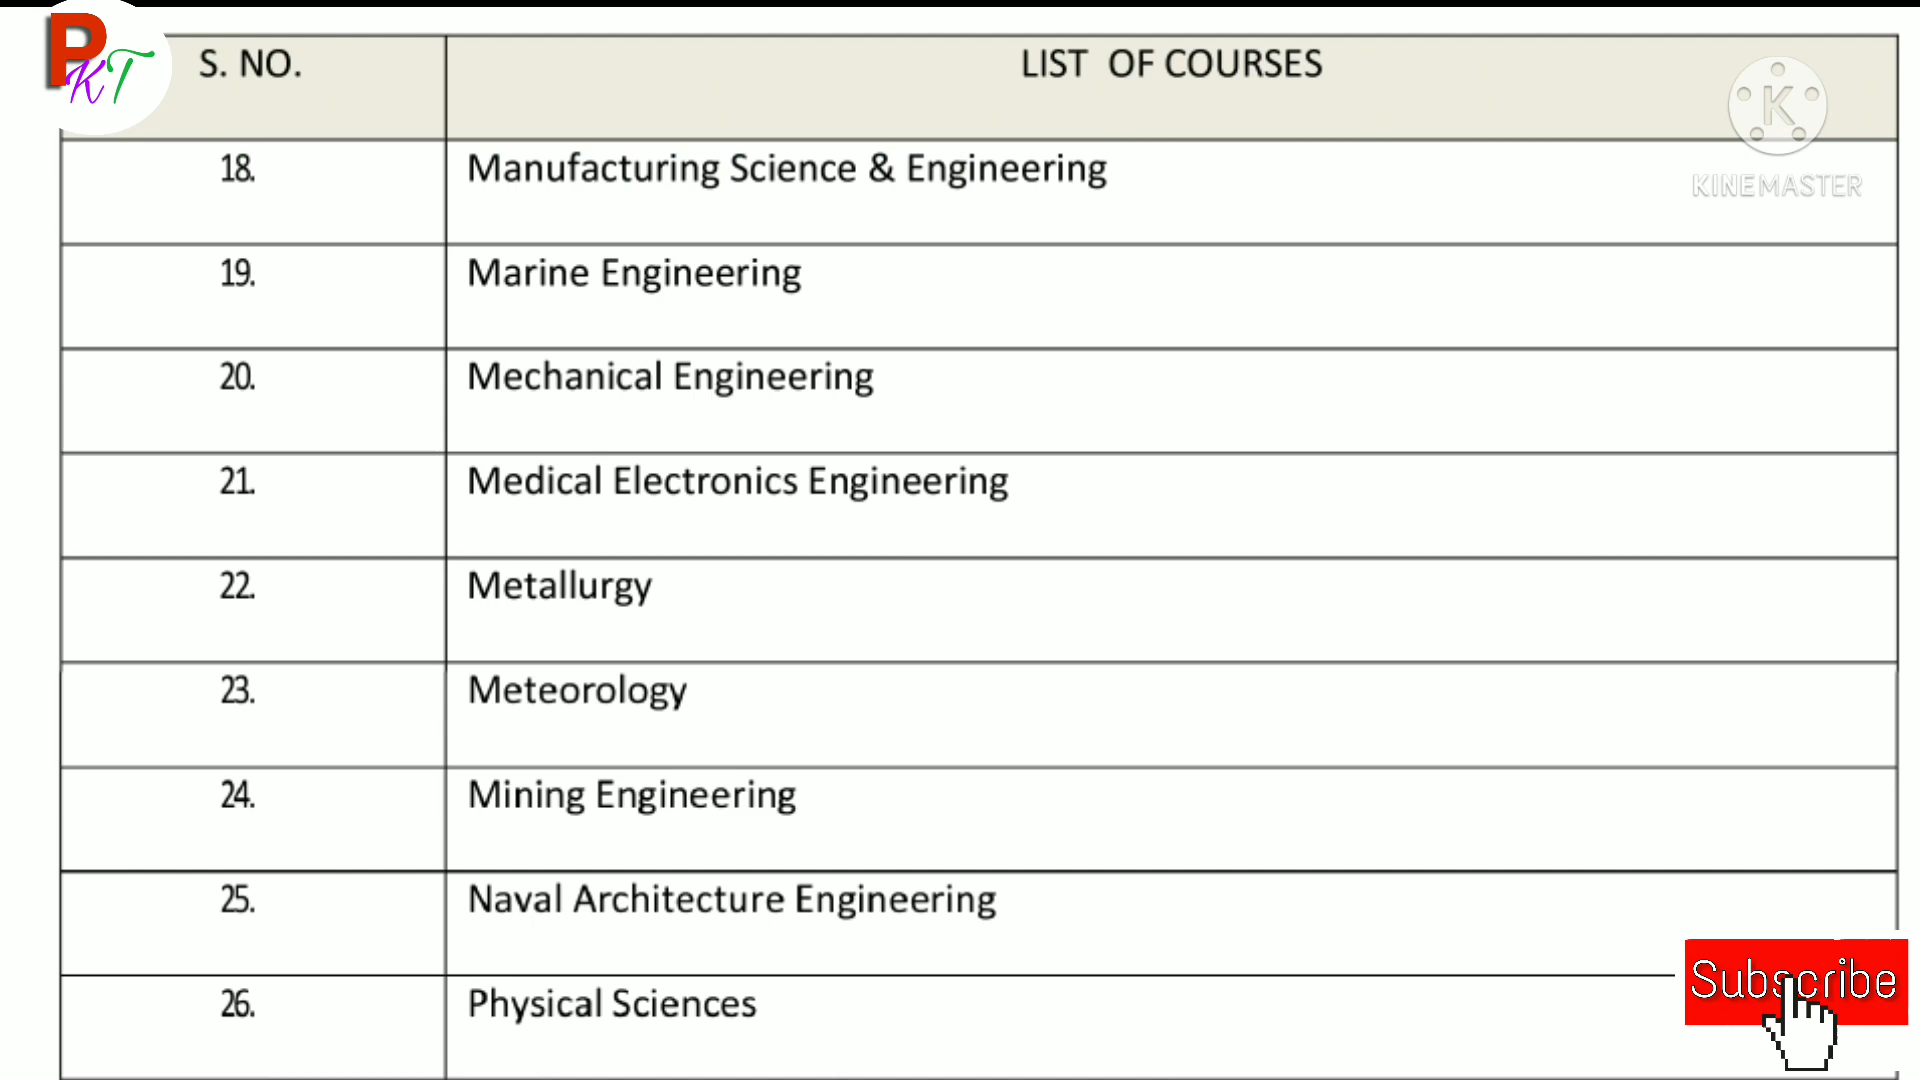 PKT
S. NO. LIST OF COURSES
K
KINEMASTER
18. Manufacturing Science & Engineering
19. Marine Engineering
20. Mechanical Engineering
21. Medical Electronics Engineering
22. Metallurgy
23. Meteorology
24. Mining Engineering
25. Naval Architecture Engineering
Subscribe
26. Physical Sciences